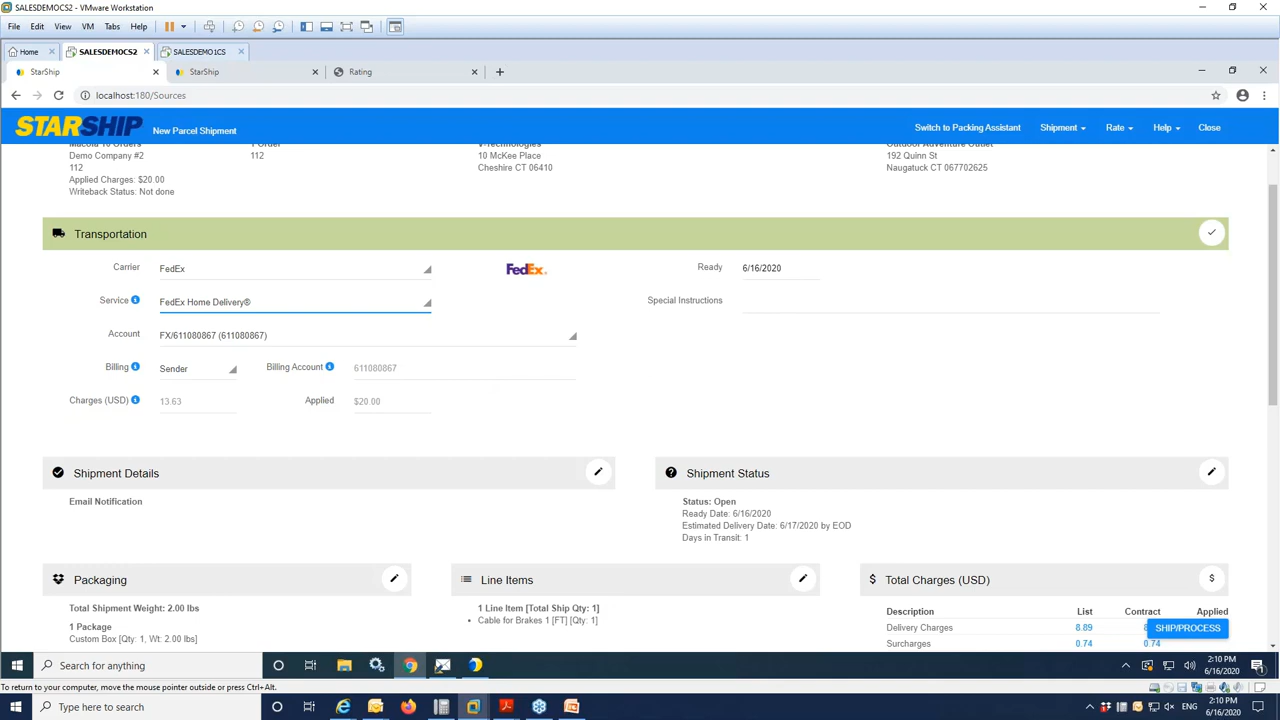 SALESDEMOCS2 - VMware Workstation
File Edit View VM Tabs Help
Home SALESDEMOCS2 SALESDEMO1CS
StarShip StarShip Rating
localhost:180/Sources
STARSHIP New Parcel Shipment Switch to Packing Assistant Shipment Rate Help Close
Macola 10 Orders 1 Order V-Technologies Outdoor Adventure Outlet
Demo Company #2 112 10 McKee Place 192 Quinn St
112 Cheshire CT 06410 Naugatuck CT 067702625
Applied Charges: $20.00
Writeback Status: Not done
Transportation
Carrier FedEx FedEx Ready 6/16/2020
Service FedEx Home Delivery® Special Instructions
Account FX/611080867 (611080867)
Billing Sender Billing Account 611080867
Charges (USD) 13.63 Applied $20.00
Shipment Details Shipment Status
Email Notification Status: Open
Ready Date: 6/16/2020
Estimated Delivery Date: 6/17/2020 by EOD
Days in Transit: 1
Packaging Line Items Total Charges (USD)
Total Shipment Weight: 2.00 lbs 1 Line Item [Total Ship Qty: 1] Description List Contract Applied
1 Package Cable for Brakes 1 [FT] [Qty: 1] Delivery Charges 8.89 SHIP/PROCESS
Custom Box [Qty: 1, Wt: 2.00 lbs] Surcharges 0.74
Search for anything 2:10 PM
6/16/2020
To return to your computer, move the mouse pointer outside or press Ctrl+Alt.
Type here to search ENG 2:10 PM
6/16/2020